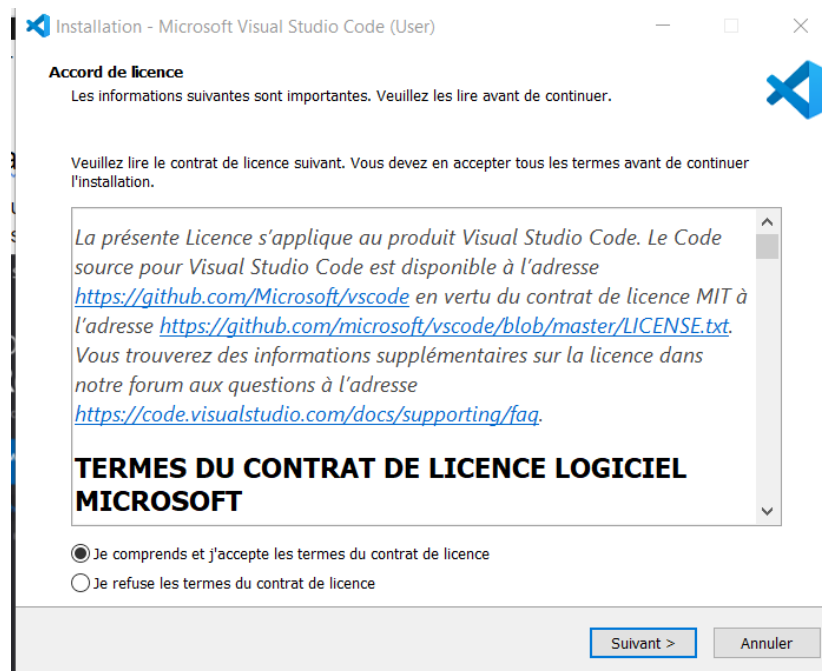 Installation - Microsoft Visual Studio Code (User)
Accord de licence
Les informations suivantes sont importantes. Veuillez les lire avant de continuer.
Veuillez lire le contrat de licence suivant. Vous devez en accepter tous les termes avant de continuer
l'installation.
La présente Licence s’applique au produit Visual Studio Code. Le Code
source pour Visual Studio Code est disponible à l’adresse
https://github.com/Microsoft/vscode en vertu du contrat de licence MIT à
l’adresse https://github.com/microsoft/vscode/blob/master/LICENSE.txt.
Vous trouverez des informations supplémentaires sur la licence dans
notre forum aux questions à l’adresse
https://code.visualstudio.com/docs/supporting/faq.
TERMES DU CONTRAT DE LICENCE LOGICIEL
MICROSOFT
Je comprends et j'accepte les termes du contrat de licence
Je refuse les termes du contrat de licence
Suivant >
Annuler